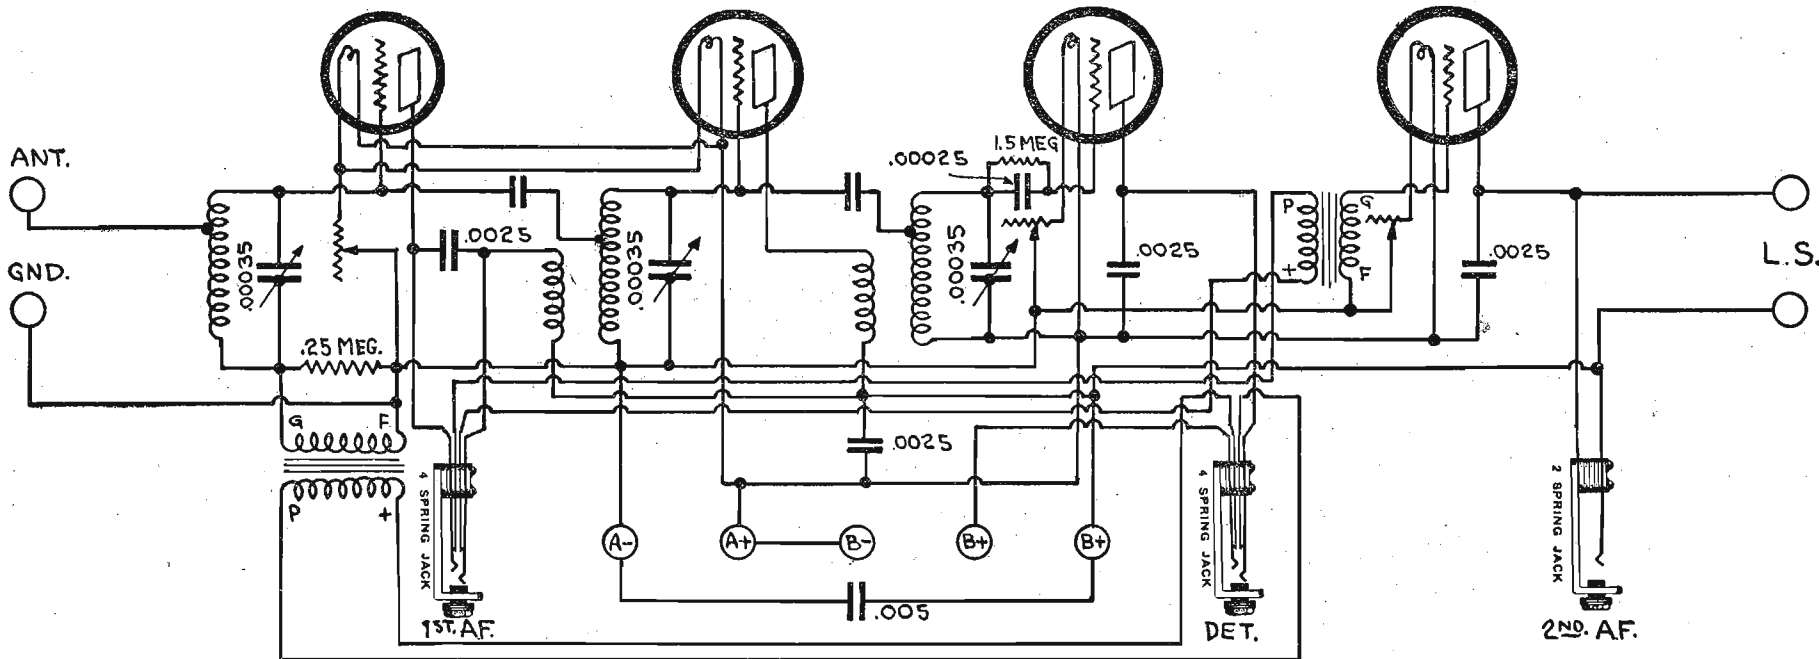 ANT.
GND.
.00035
.0025
.25 MEG.
G
F
P
+
4 SPRING JACK
1ST. A.F.
.00035
.0025
A-
A+
B-
B+
B+
.005
.00025
1.5 MEG
.00035
.0025
P
+
G
F
.0025
4 SPRING JACK
DET.
2 SPRING JACK
2ND. A.F.
L.S.